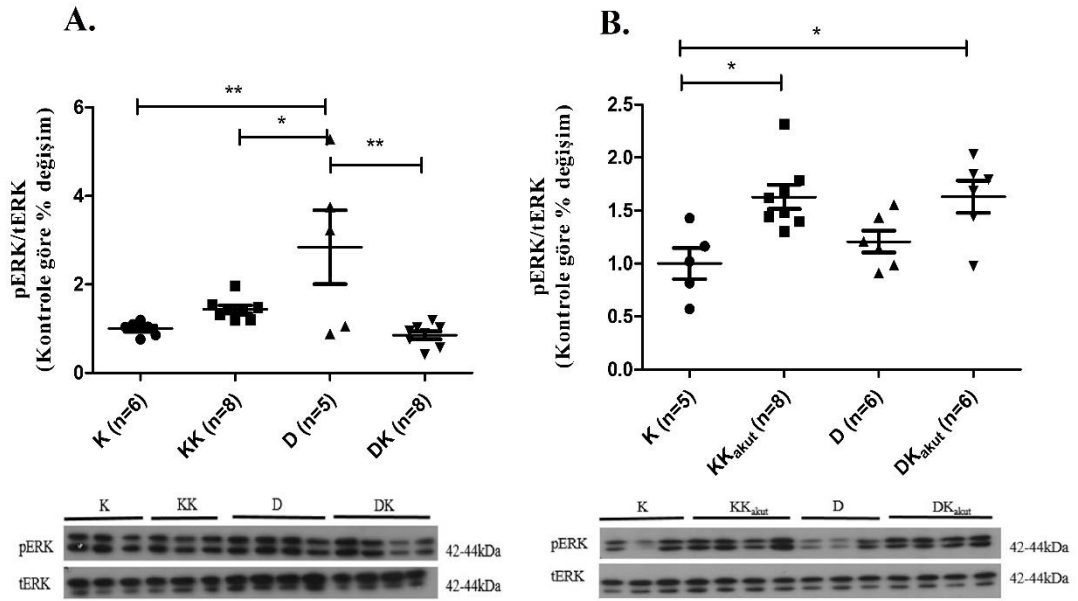 A.
**
*
**
pERK/tERK
(Kontrole göre % değişim)
6
4
2
0
K (n=6)
KK (n=8)
D (n=5)
DK (n=8)
K
KK
D
DK
pERK
42-44kDa
tERK
42-44kDa
B.
*
*
pERK/tERK
(Kontrole göre % değişim)
2.5
2.0
1.5
1.0
0.5
0.0
K (n=5)
KKakut (n=8)
D (n=6)
DKakut (n=6)
K
KKakut
D
DKakut
pERK
42-44kDa
tERK
42-44kDa